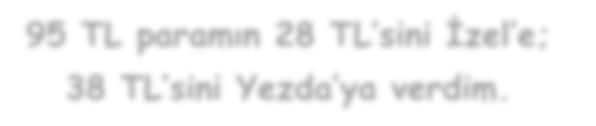 95 TL paramın 28 TL'sini İzel'e;
38 TL'sini Yezda'ya verdim.